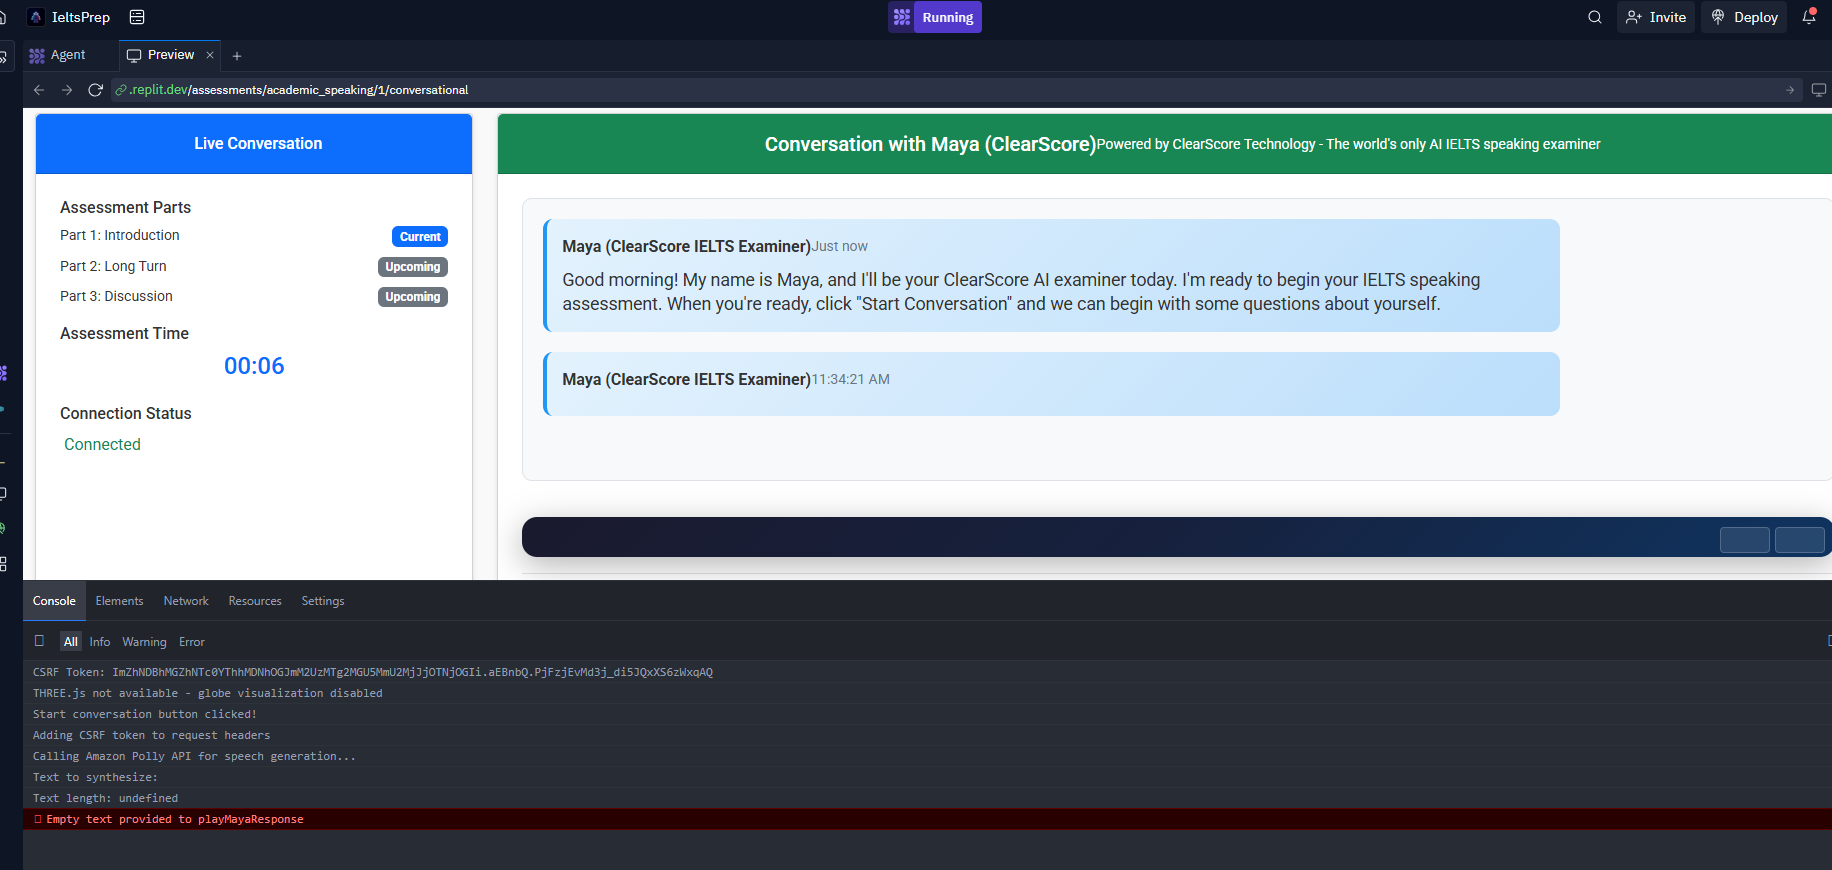 IeltsPrep
Running
Invite
Deploy
Agent
Preview
.replit.dev/assessments/academic_speaking/1/conversational
Live Conversation
Assessment Parts
Part 1: Introduction
Current
Part 2: Long Turn
Upcoming
Part 3: Discussion
Upcoming
Assessment Time
00:06
Connection Status
Connected
Conversation with Maya (ClearScore)Powered by ClearScore Technology - The world's only AI IELTS speaking examiner
Maya (ClearScore IELTS Examiner)Just now
Good morning! My name is Maya, and I'll be your ClearScore AI examiner today. I'm ready to begin your IELTS speaking
assessment. When you're ready, click "Start Conversation" and we can begin with some questions about yourself.
Maya (ClearScore IELTS Examiner)11:34:21 AM
Console Elements Network Resources Settings
All Info Warning Error
CSRF Token: ImZhNDBhMGZhNTc0YThhMDNhOGJmM2UzMTg2MGU5MmU2MjJjOTNjOGIi.aEBnbQ.PjFzjEvMd3j_di5JQxXS6zWxqAQ
THREE.js not available - globe visualization disabled
Start conversation button clicked!
Adding CSRF token to request headers
Calling Amazon Polly API for speech generation...
Text to synthesize:
Text length: undefined
Empty text provided to playMayaResponse